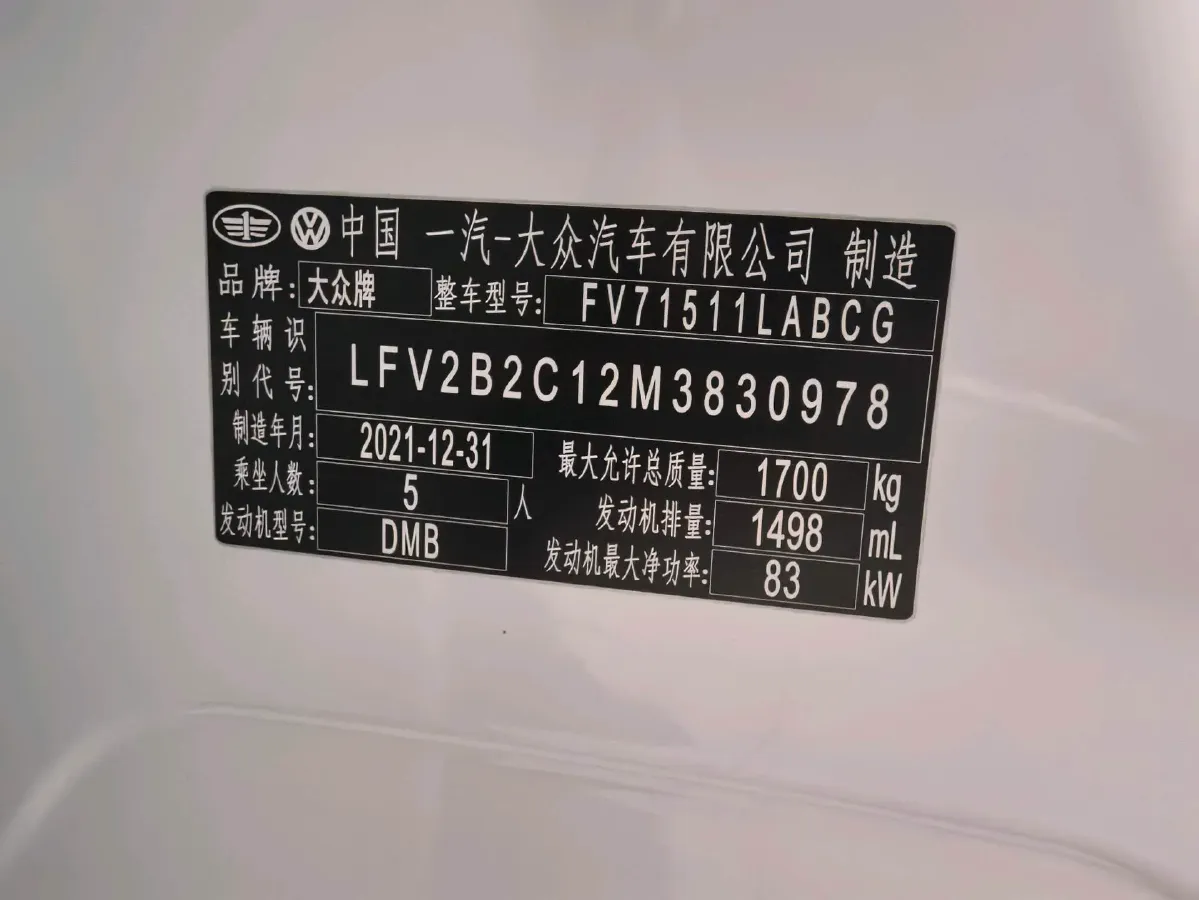 中国 一汽-大众汽车有限公司 制造
品牌: 大众牌 整车型号: FV71511LABCG
车辆识别代号: LFV2B2C12M3830978
制造年月: 2021-12-31 最大允许总质量: 1700 kg
乘坐人数: 5 人 发动机排量: 1498 mL
发动机型号: DMB 发动机最大净功率: 83 kW